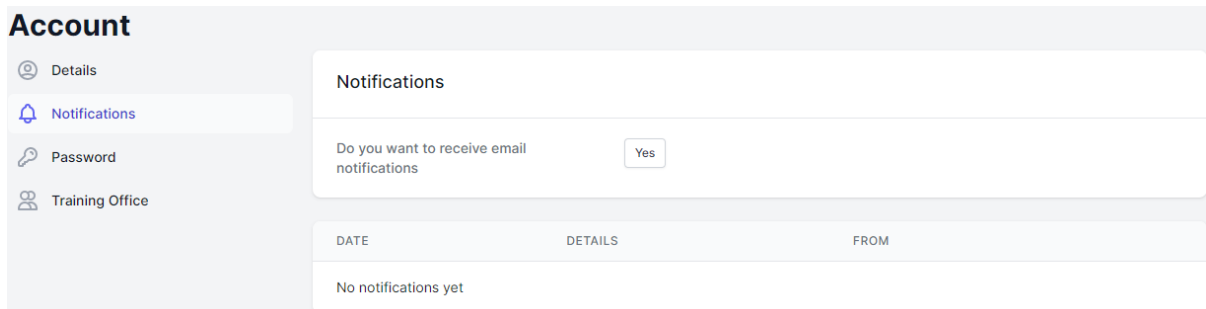 Account
Details
Notifications
Password
Training Office
Notifications
Do you want to receive email
notifications
Yes
DATE DETAILS FROM
No notifications yet